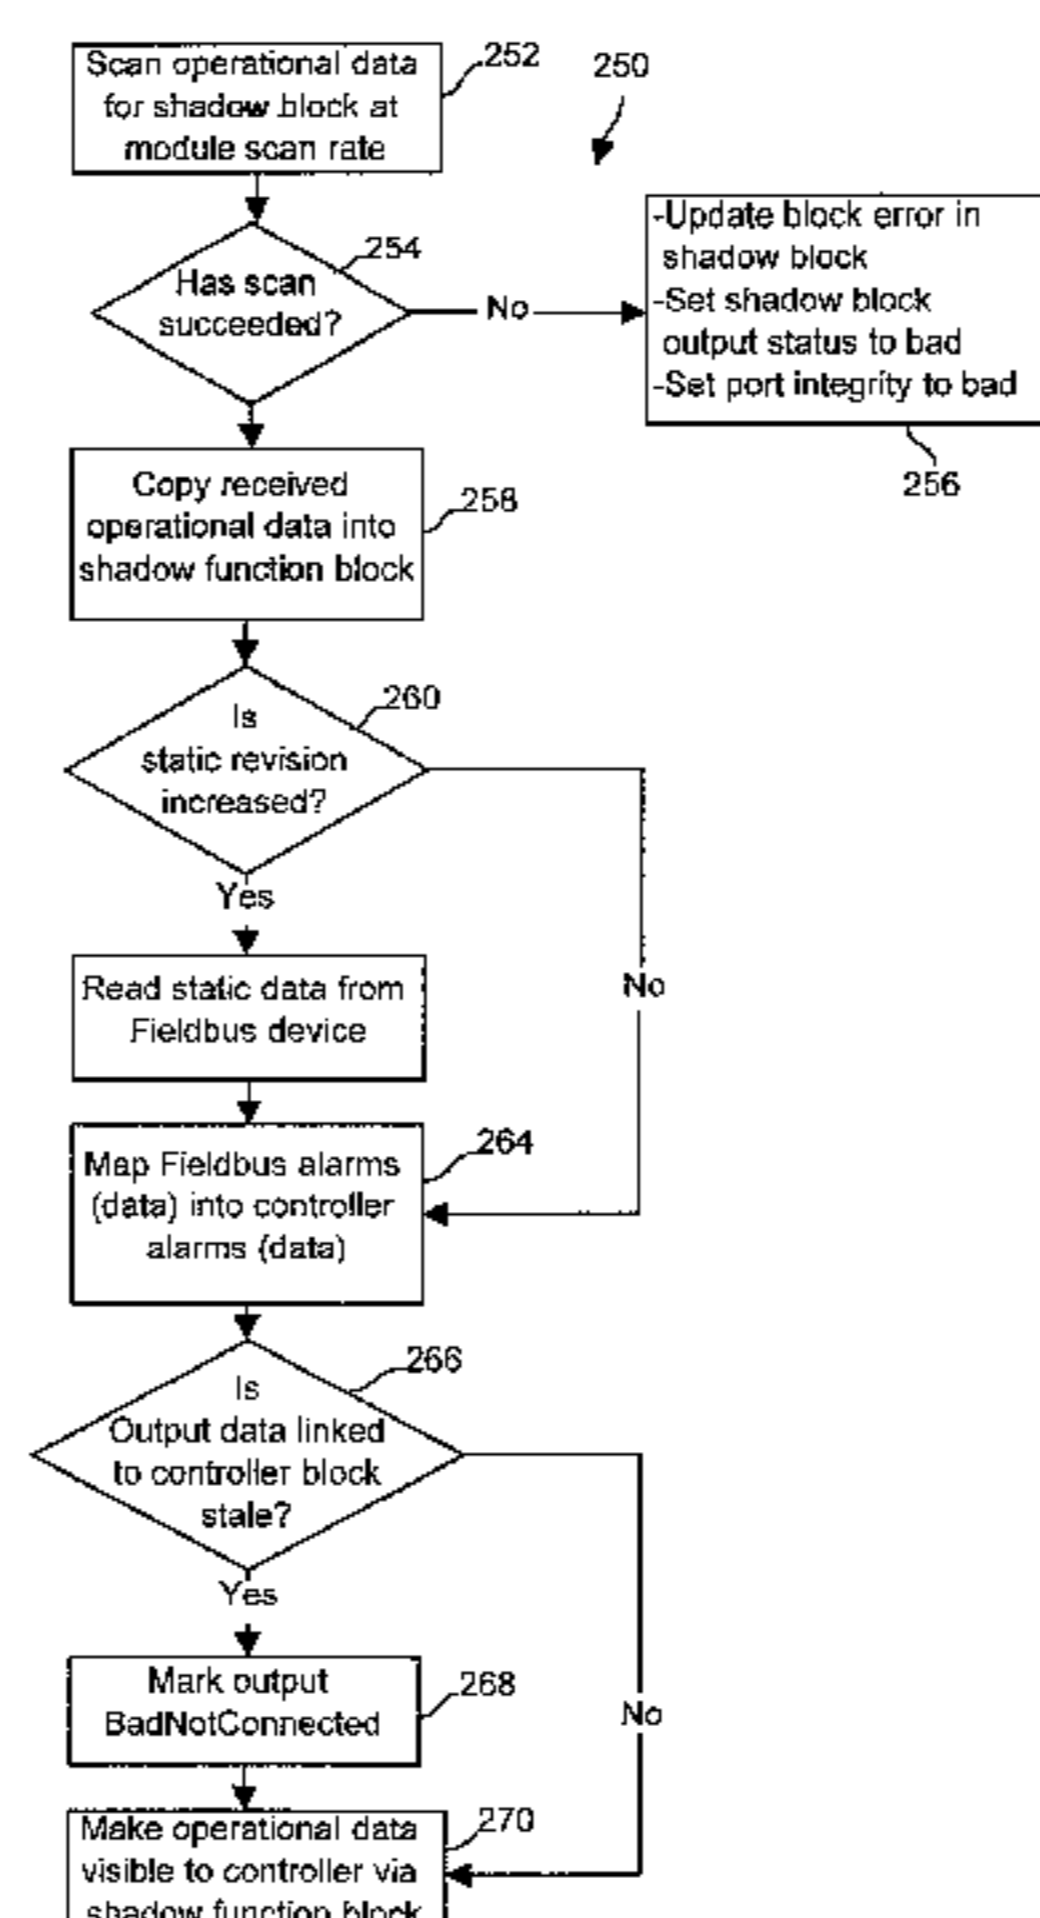 Scan operational data
for shadow block at
module scan rate
252
250
Has scan
succeeded?
254
No
-Update block error in
shadow block
-Set shadow block
output status to bad
-Set port integrity to bad
256
Copy received
operational data into
shadow function block
258
Is
static revision
increased?
260
Yes
No
Read static data from
Fieldbus device
Map Fieldbus alarms
(data) into controller
alarms (data)
264
Is
Output data linked
to controller block
stale?
266
Yes
No
Mark output
BadNotConnected
268
Make operational data
visible to controller via
shadow function block
270